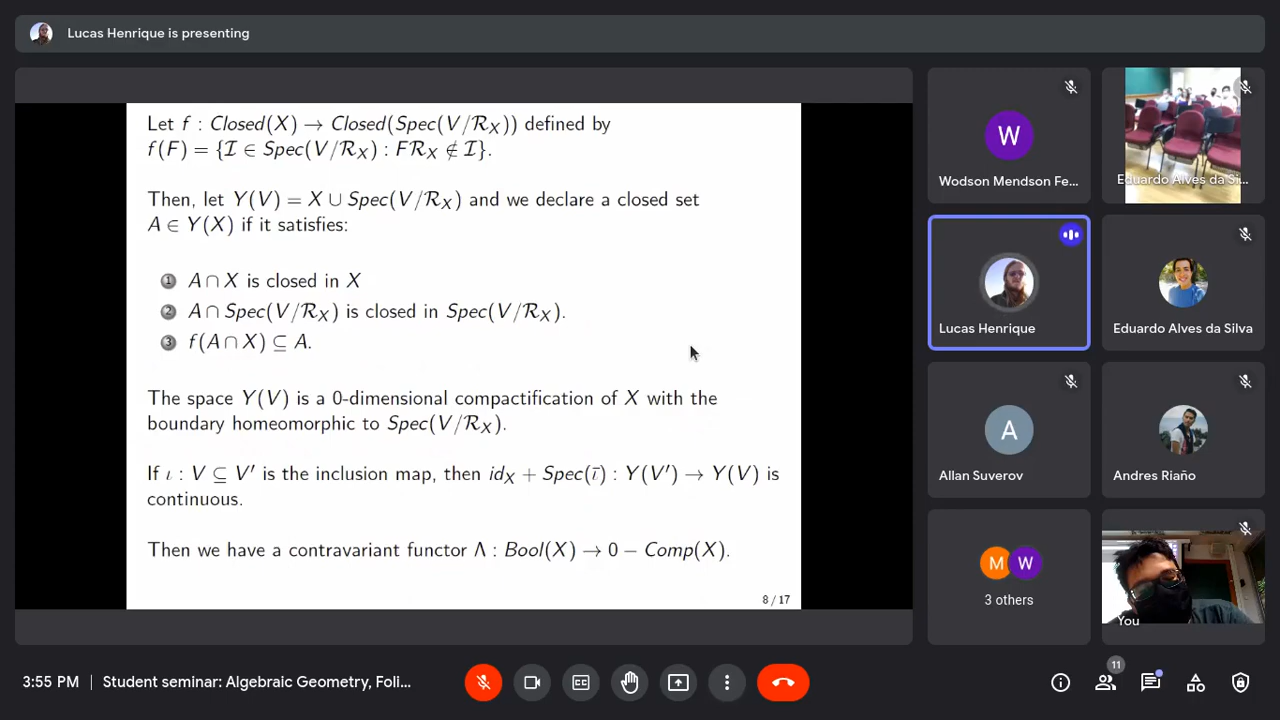 Lucas Henrique is presenting
Let f : Closed(X) → Closed(Spec(V/ℛ_X)) defined by
f(F) = {ℐ ∈ Spec(V/ℛ_X) : Fℛ_X ∉ ℐ}.
Then, let Y(V) = X ∪ Spec(V/ℛ_X) and we declare a closed set
A ∈ Y(X) if it satisfies:
1 A ∩ X is closed in X
2 A ∩ Spec(V/ℛ_X) is closed in Spec(V/ℛ_X).
3 f(A ∩ X) ⊆ A.
The space Y(V) is a 0-dimensional compactification of X with the
boundary homeomorphic to Spec(V/ℛ_X).
If ι : V ⊆ V′ is the inclusion map, then id_X + Spec(ῑ) : Y(V′) → Y(V) is
continuous.
Then we have a contravariant functor Λ : Bool(X) → 0 − Comp(X).
8 / 17
W
Wodson Mendson Fe...
Eduardo Alves da Si...
Lucas Henrique
Eduardo Alves da Silva
A
Allan Suverov
Andres Riaño
M W
3 others
You
3:55 PM | Student seminar: Algebraic Geometry, Foli...
CC
11